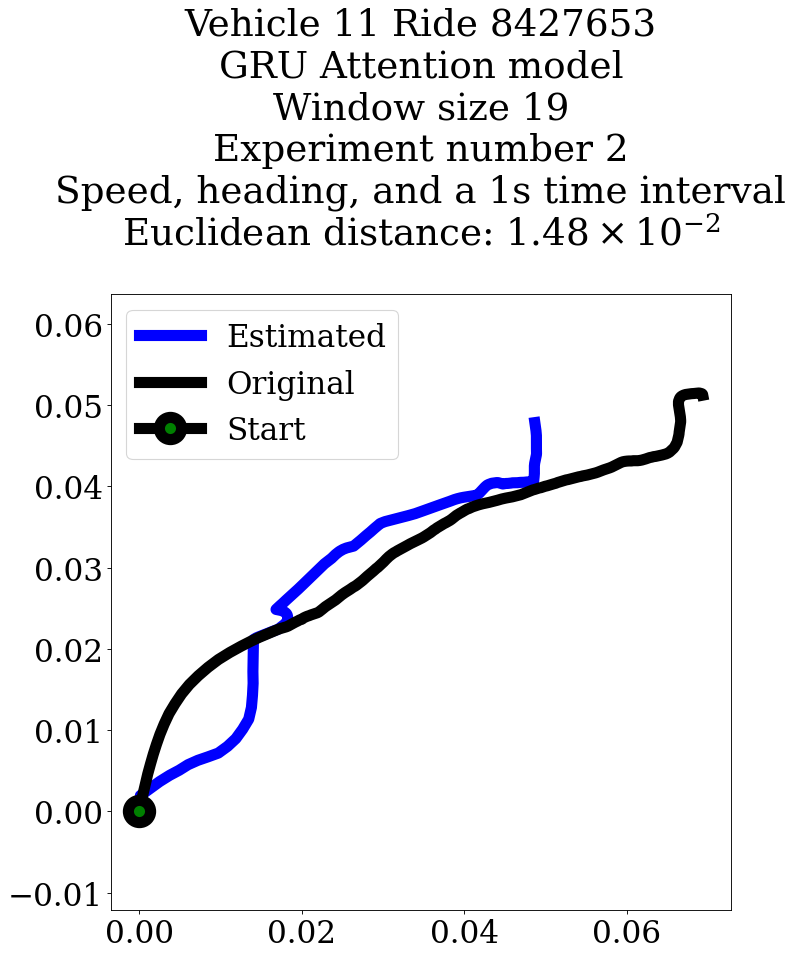 Vehicle 11 Ride 8427653
GRU Attention model
Window size 19
Experiment number 2
Speed, heading, and a 1s time interval
Euclidean distance: 1.48 × 10⁻²
Estimated
Original
Start
0.06
0.05
0.04
0.03
0.02
0.01
0.00
−0.01
0.00 0.02 0.04 0.06